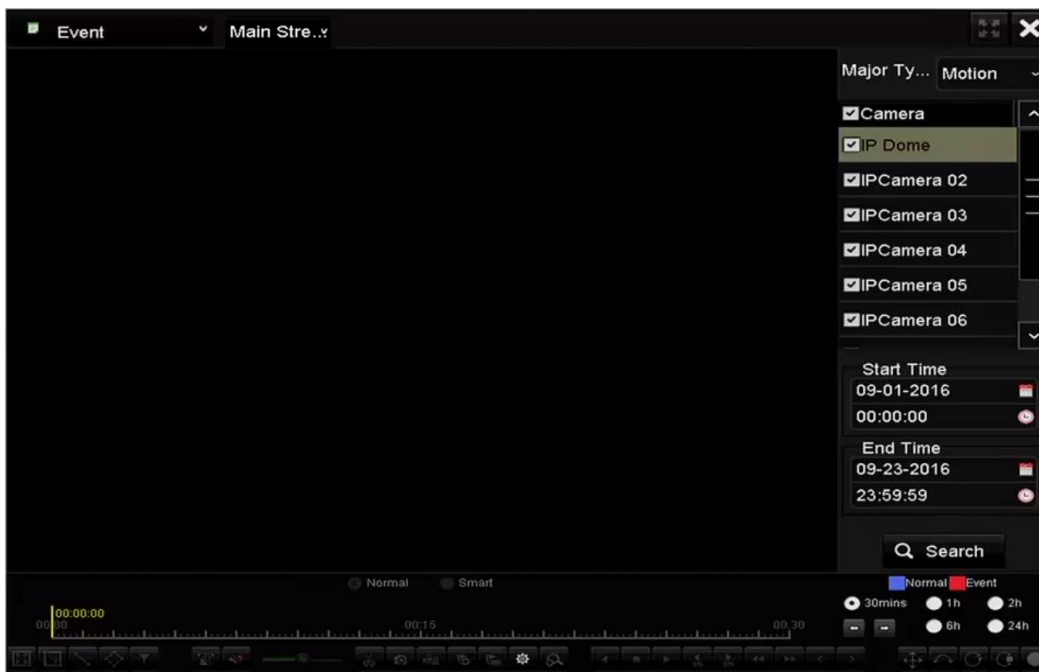 Event
Main Stre..
Major Ty... Motion
Camera
IP Dome
IPCamera 02
IPCamera 03
IPCamera 04
IPCamera 05
IPCamera 06
Start Time
09-01-2016
00:00:00
End Time
09-23-2016
23:59:59
Search
Normal Smart
Normal Event
00:00:00
00:00 00:15 00:30
30mins 1h 2h
6h 24h